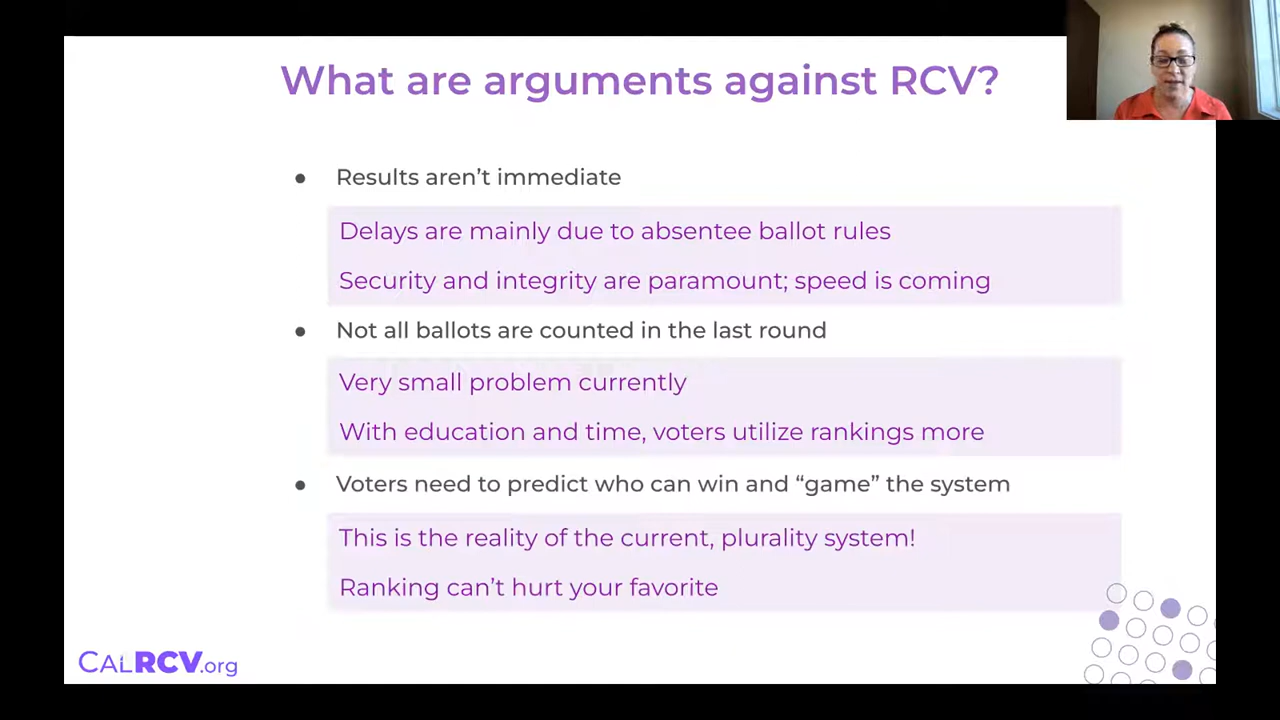 What are arguments against RCV?
● Results aren’t immediate
Delays are mainly due to absentee ballot rules
Security and integrity are paramount; speed is coming
● Not all ballots are counted in the last round
Very small problem currently
With education and time, voters utilize rankings more
● Voters need to predict who can win and “game” the system
This is the reality of the current, plurality system!
Ranking can’t hurt your favorite
CALRCV.org